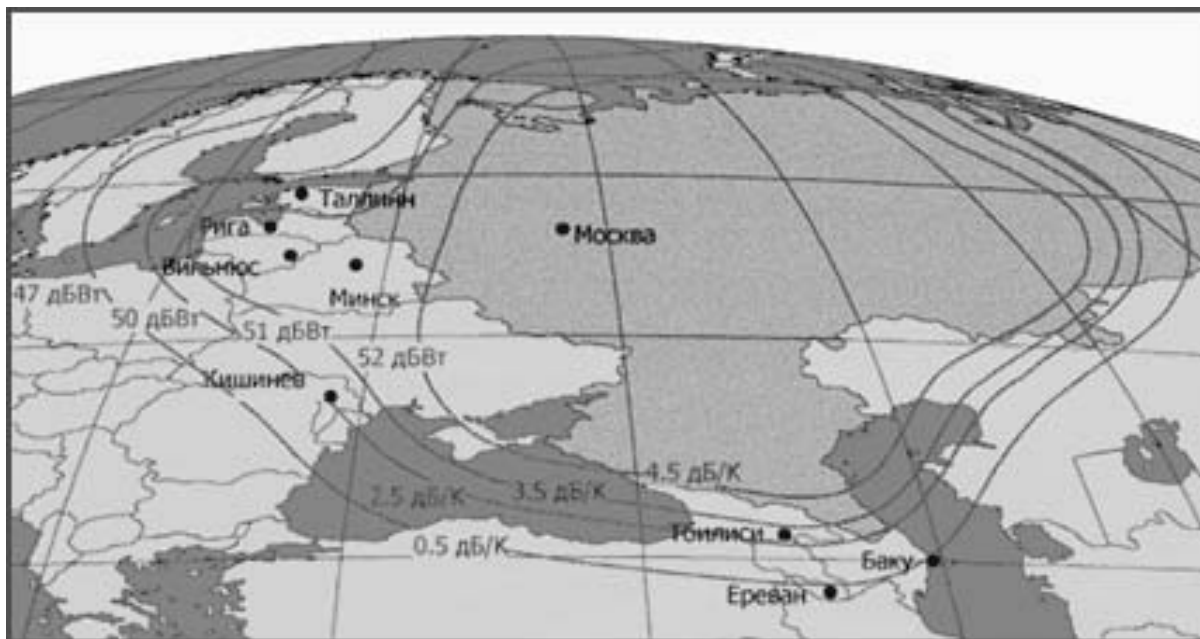 Таллинн
Рига
Москва
Вильнюс
Минск
47 дБВт
50 дБВт
51 дБВт
52 дБВт
Кишинев
4.5 дБ/К
2.5 дБ/К
3.5 дБ/К
Тбилиси
0.5 дБ/К
Баку
Ереван